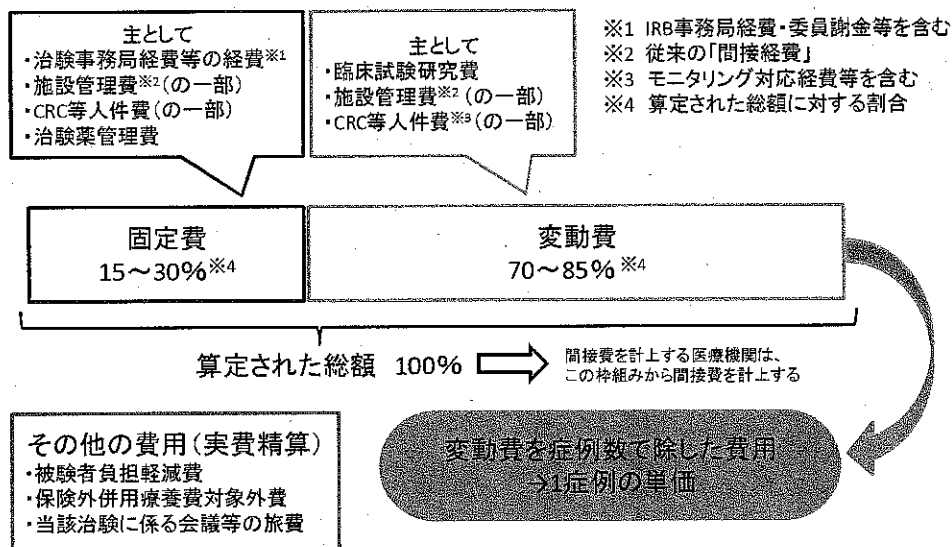 主として
・治験事務局経費等の経費※1
・施設管理費※2(の一部)
・CRC等人件費(の一部)
・治験薬管理費
主として
・臨床試験研究費
・施設管理費※2(の一部)
・CRC等人件費※3(の一部)
※1 IRB事務局経費・委員謝金等を含む
※2 従来の「間接経費」
※3 モニタリング対応経費等を含む
※4 算定された総額に対する割合
固定費
15～30%※4
変動費
70～85%※4
算定された総額 100%
間接費を計上する医療機関は、
この枠組みから間接費を計上する
その他の費用(実費精算)
・被験者負担軽減費
・保険外併用療養費対象外費
・当該治験に係る会議等の旅費
変動費を症例数で除した費用
→1症例の単価